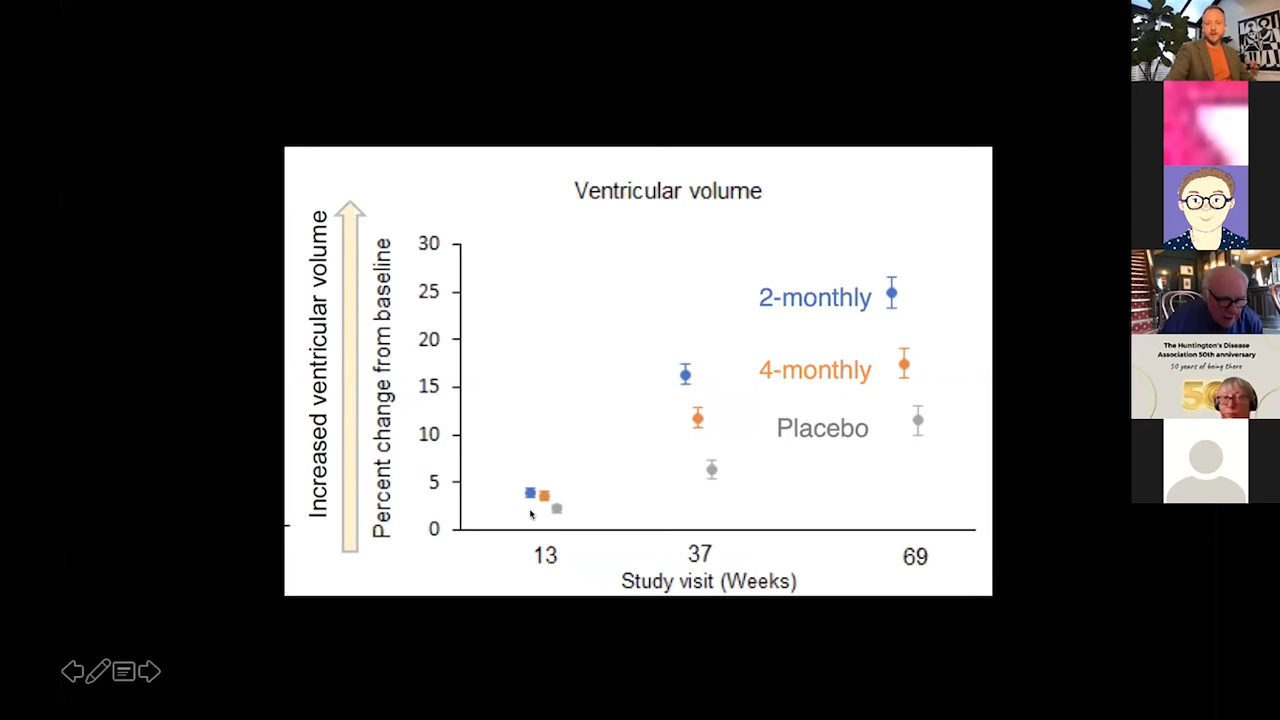 Ventricular volume
Increased ventricular volume
Percent change from baseline
30
25
20
15
10
5
0
2-monthly
4-monthly
Placebo
13
37
69
Study visit (Weeks)
The Huntington's Disease
Association 50th anniversary
50 years of being there